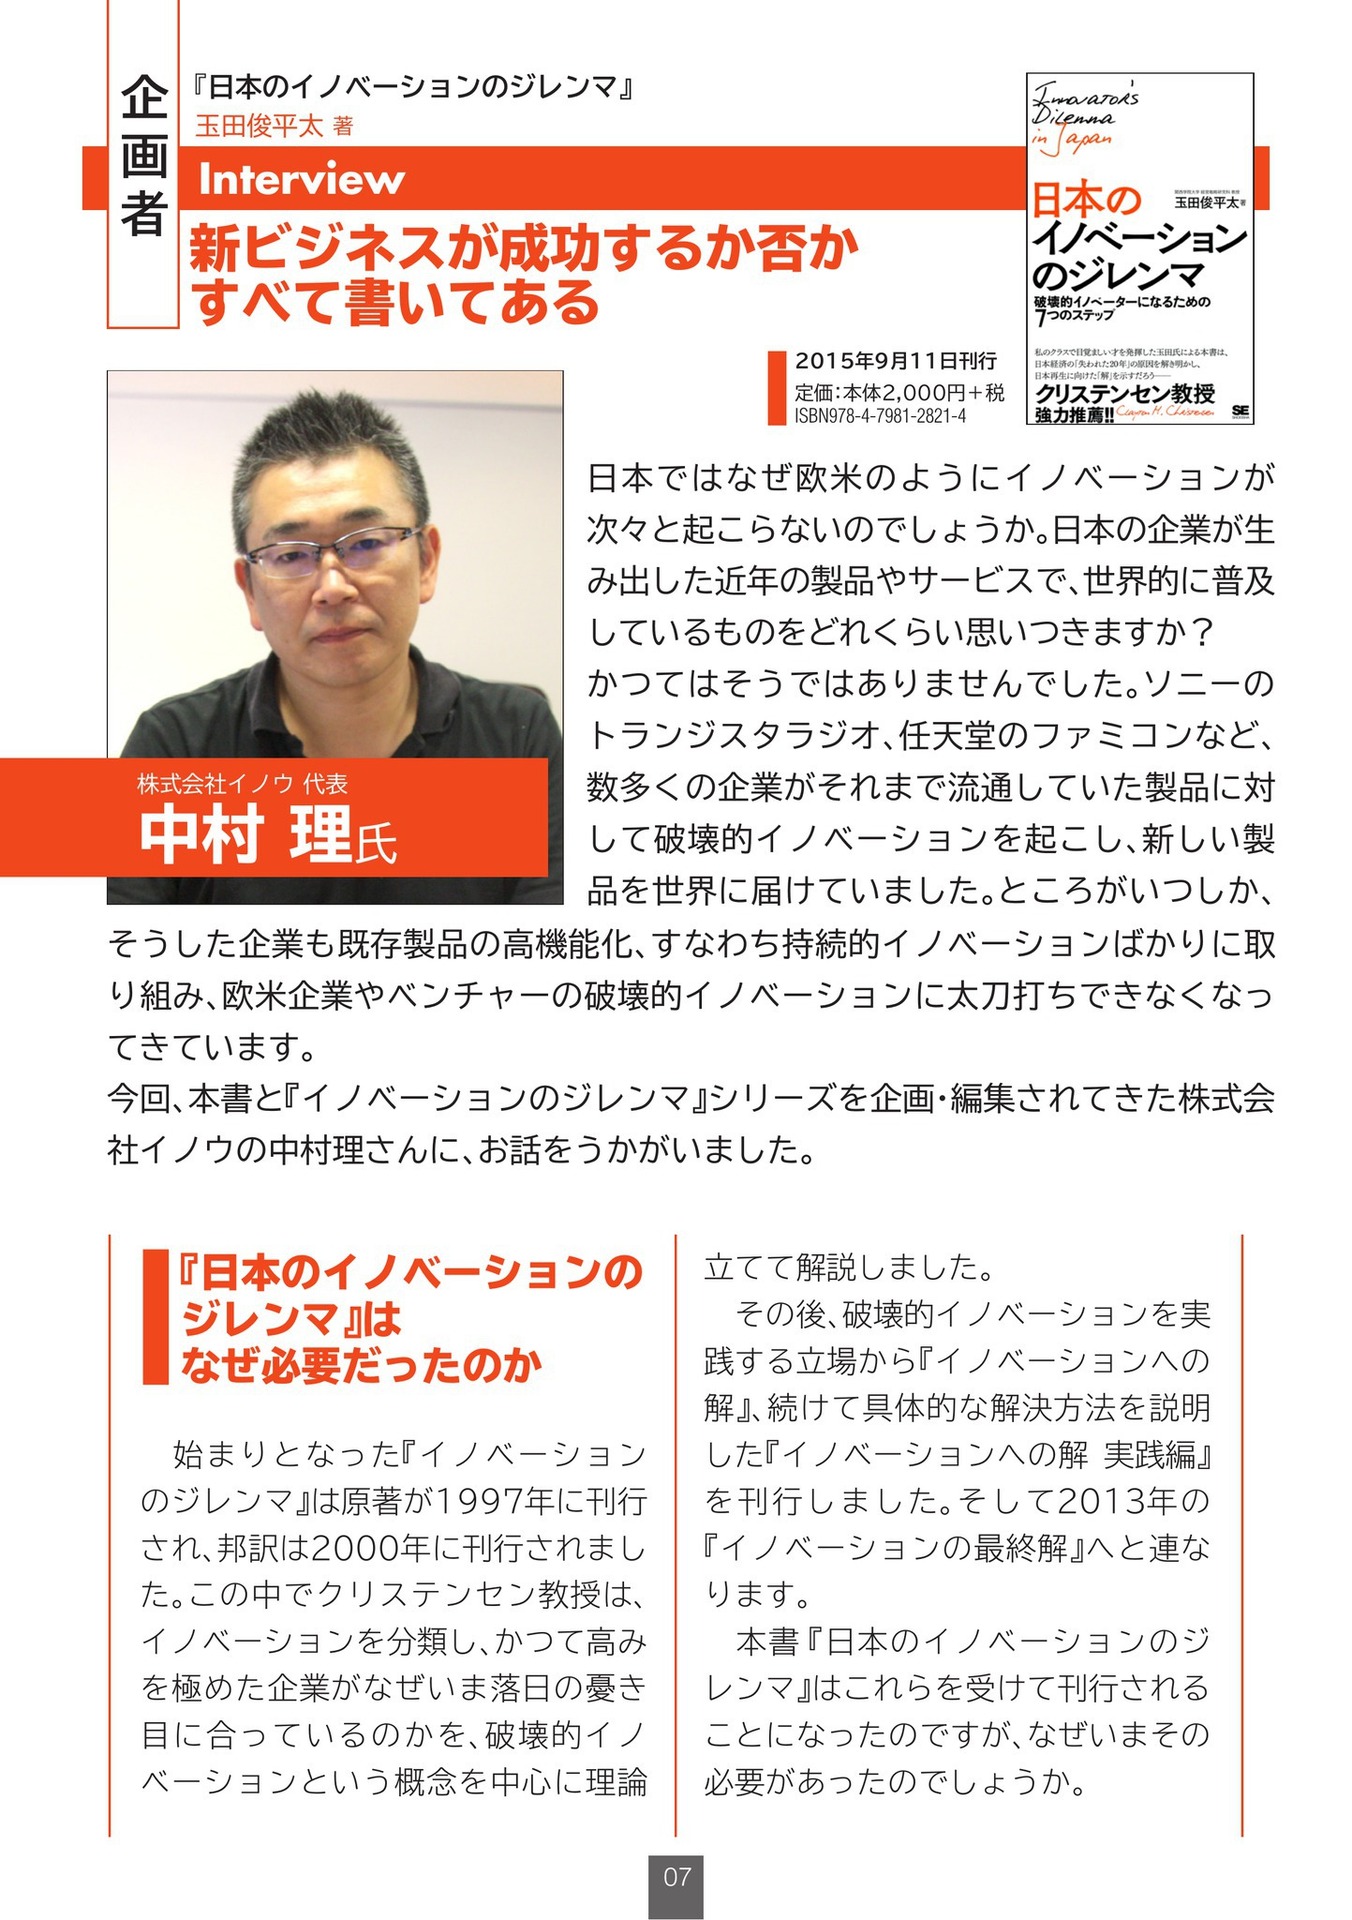 企画者
『日本のイノベーションのジレンマ』
玉田俊平太 著
Interview
新ビジネスが成功するか否か
すべて書いてある
2015年9月11日刊行
定価：本体2,000円＋税
ISBN978-4-7981-2821-4
Innovator's
Dilemma
in Japan
関西学院大学 経営戦略研究科 教授
玉田俊平太 著
日本の
イノベーション
のジレンマ
破壊的イノベーターになるための
7つのステップ
私のクラスで目覚ましい才を発揮した玉田氏による本書は、
日本経済の「失われた20年」の原因を解き明かし、
日本再生に向けた「解」を示すだろう——
クリステンセン教授
強力推薦!! Clayton M. Christensen
SE
日本ではなぜ欧米のようにイノベーションが
次々と起こらないのでしょうか。日本の企業が生
み出した近年の製品やサービスで、世界的に普及
しているものをどれくらい思いつきますか？
かつてはそうではありませんでした。ソニーの
トランジスタラジオ、任天堂のファミコンなど、
数多くの企業がそれまで流通していた製品に対
して破壊的イノベーションを起こし、新しい製
品を世界に届けていました。ところがいつしか、
そうした企業も既存製品の高機能化、すなわち持続的イノベーションばかりに取
り組み、欧米企業やベンチャーの破壊的イノベーションに太刀打ちできなくなっ
てきています。
今回、本書と『イノベーションのジレンマ』シリーズを企画・編集されてきた株式会
社イノウの中村理さんに、お話をうかがいました。
株式会社イノウ 代表
中村 理氏
『日本のイノベーションの
ジレンマ』は
なぜ必要だったのか
始まりとなった『イノベーション
のジレンマ』は原著が1997年に刊行
され、邦訳は2000年に刊行されまし
た。この中でクリステンセン教授は、
イノベーションを分類し、かつて高み
を極めた企業がなぜいま落日の憂き
目に合っているのかを、破壊的イノ
ベーションという概念を中心に理論
立てて解説しました。
その後、破壊的イノベーションを実
践する立場から『イノベーションへの
解』、続けて具体的な解決方法を説明
した『イノベーションへの解 実践編』
を刊行しました。そして2013年の
『イノベーションの最終解』へと連な
ります。
本書『日本のイノベーションのジ
レンマ』はこれらを受けて刊行される
ことになったのですが、なぜいまその
必要があったのでしょうか。
07